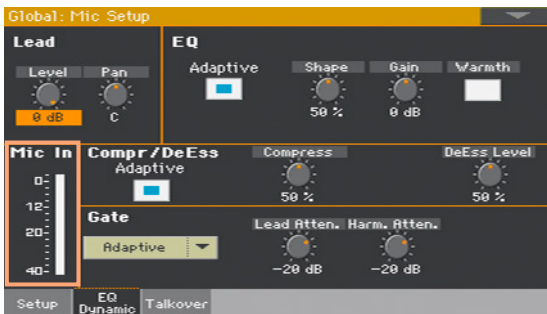 Global: Mic Setup
Lead
EQ
Level
Pan
Adaptive
Shape
Gain
Warmth
0 dB
C
50 %
0 dB
Mic In
0-
12-
20-
40-
Compr/DeEss
Adaptive
Compress
DeEss Level
50 %
50 %
Gate
Adaptive
Lead Atten.
Harm. Atten.
-20 dB
-20 dB
Setup
EQ
Dynamic
Talkover